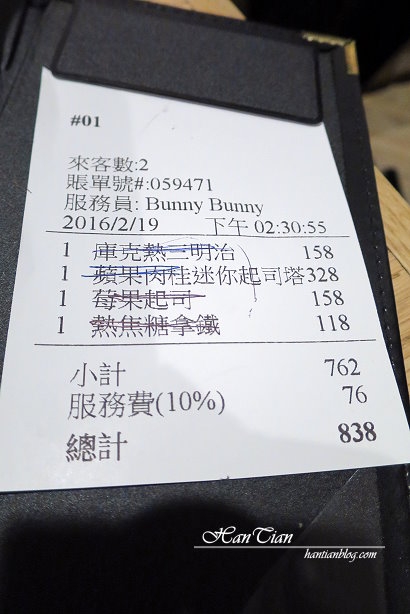 #01
來客數:2
賬單號#:059471
服務員: Bunny Bunny
2016/2/19 下午 02:30:55
1 庫克熱三明治 158
1 蘋果肉桂迷你起司塔328
1 莓果起司 158
1 熱焦糖拿鐵 118
小計 762
服務費(10%) 76
總計 838
HanTian
hantianblog.com